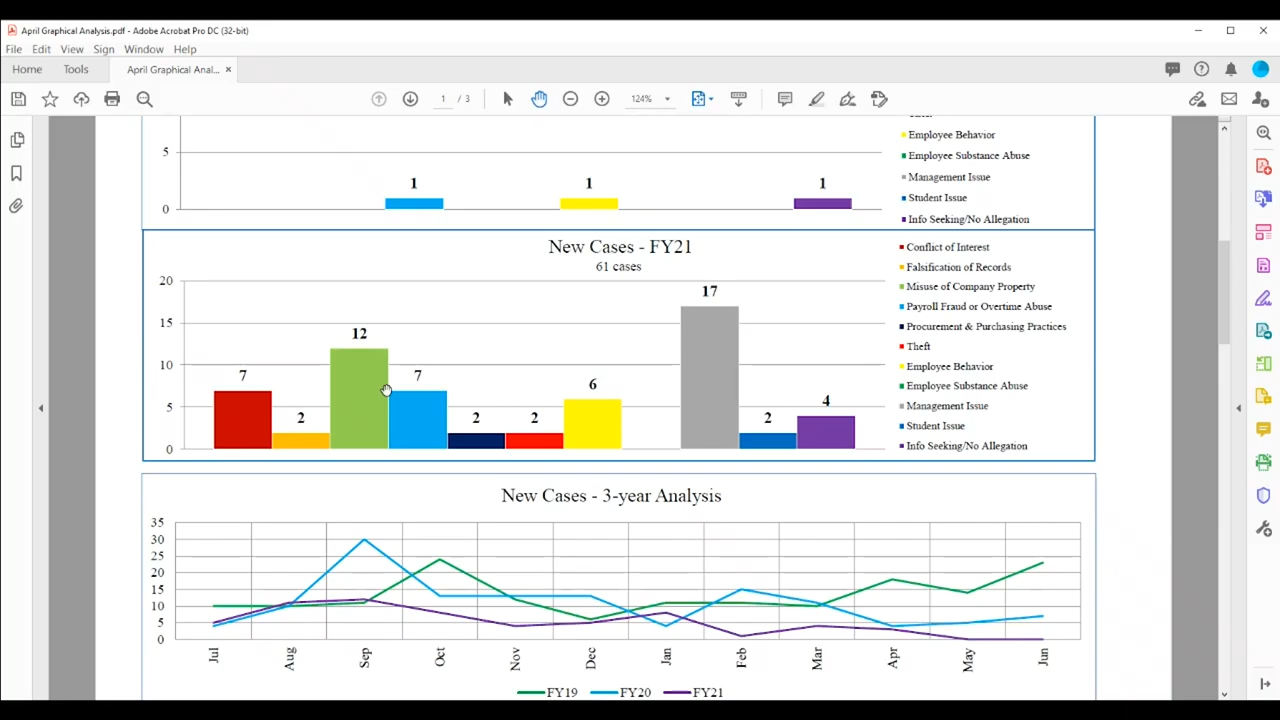 April Graphical Analysis.pdf - Adobe Acrobat Pro DC (32-bit)
File Edit View Sign Window Help
Home Tools April Graphical Anal... ×
1 / 3 124%
Employee Behavior
5 Employee Substance Abuse
1 1 1 Management Issue
Student Issue
0 Info Seeking/No Allegation
New Cases - FY21
61 cases
20
15
10
5
0
7
2
12
7
2
2
6
17
2
4
Conflict of Interest
Falsification of Records
Misuse of Company Property
Payroll Fraud or Overtime Abuse
Procurement & Purchasing Practices
Theft
Employee Behavior
Employee Substance Abuse
Management Issue
Student Issue
Info Seeking/No Allegation
New Cases - 3-year Analysis
35
30
25
20
15
10
5
0
Jul Aug Sep Oct Nov Dec Jan Feb Mar Apr May Jun
FY19 FY20 FY21